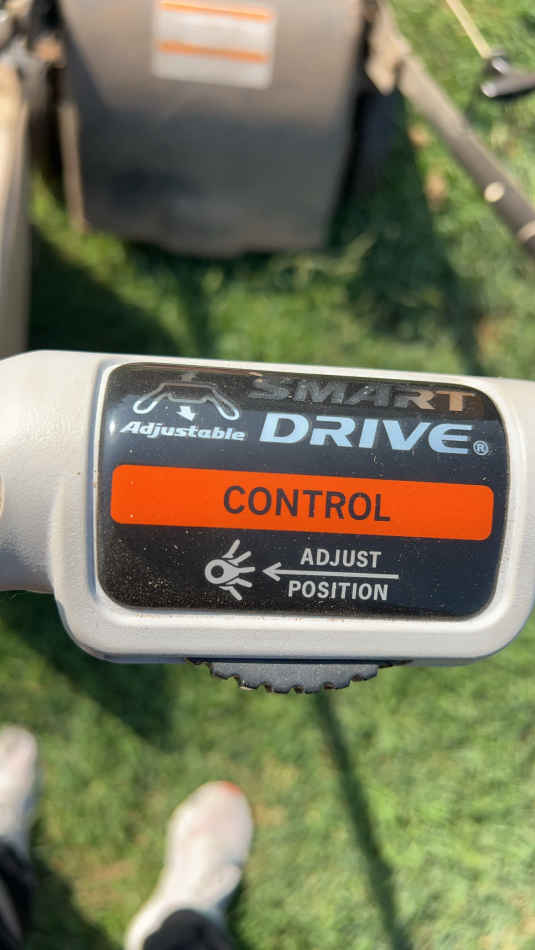 SMART
Adjustable DRIVE®
CONTROL
ADJUST
POSITION